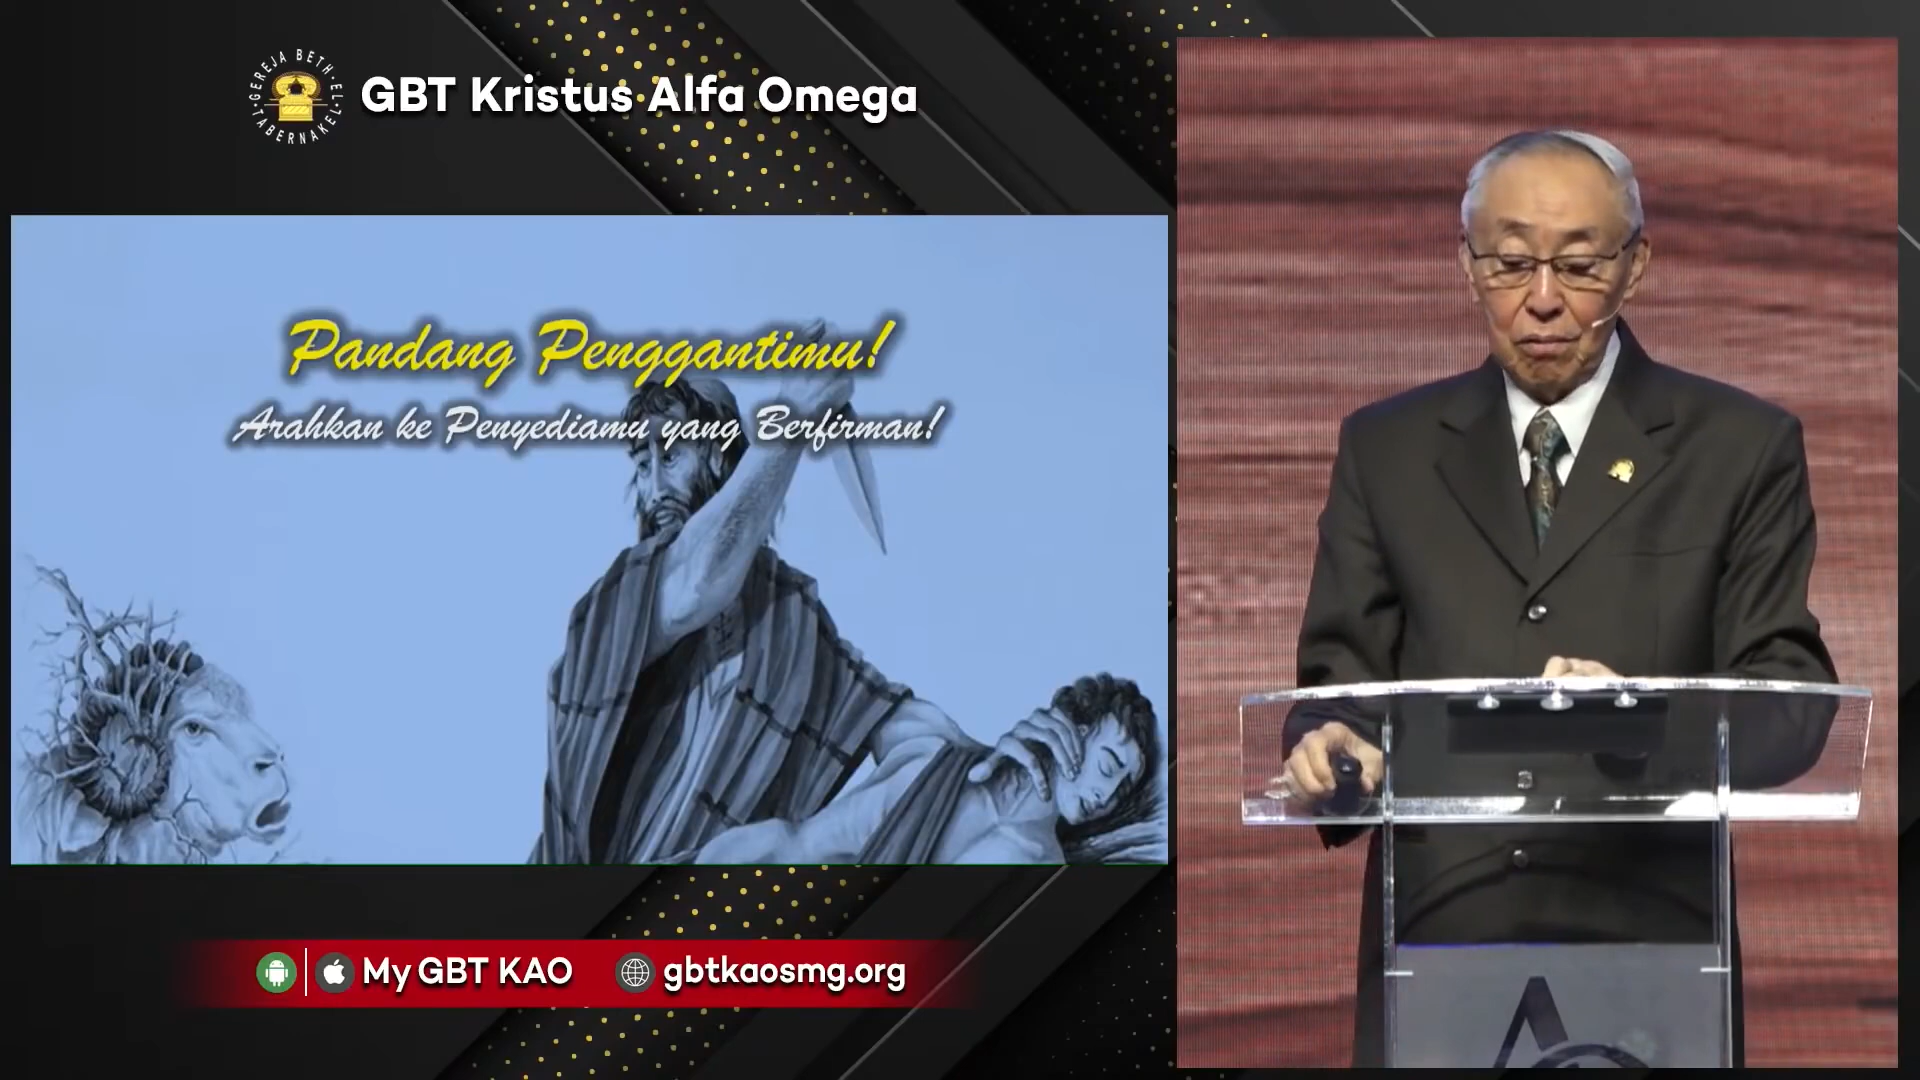 GEREJA BETH-EL
TABERNAKEL
GBT Kristus Alfa Omega
Pandang Penggantimu!
Arahkan ke Penyediamu yang Berfirman!
My GBT KAO
gbtkaosmg.org